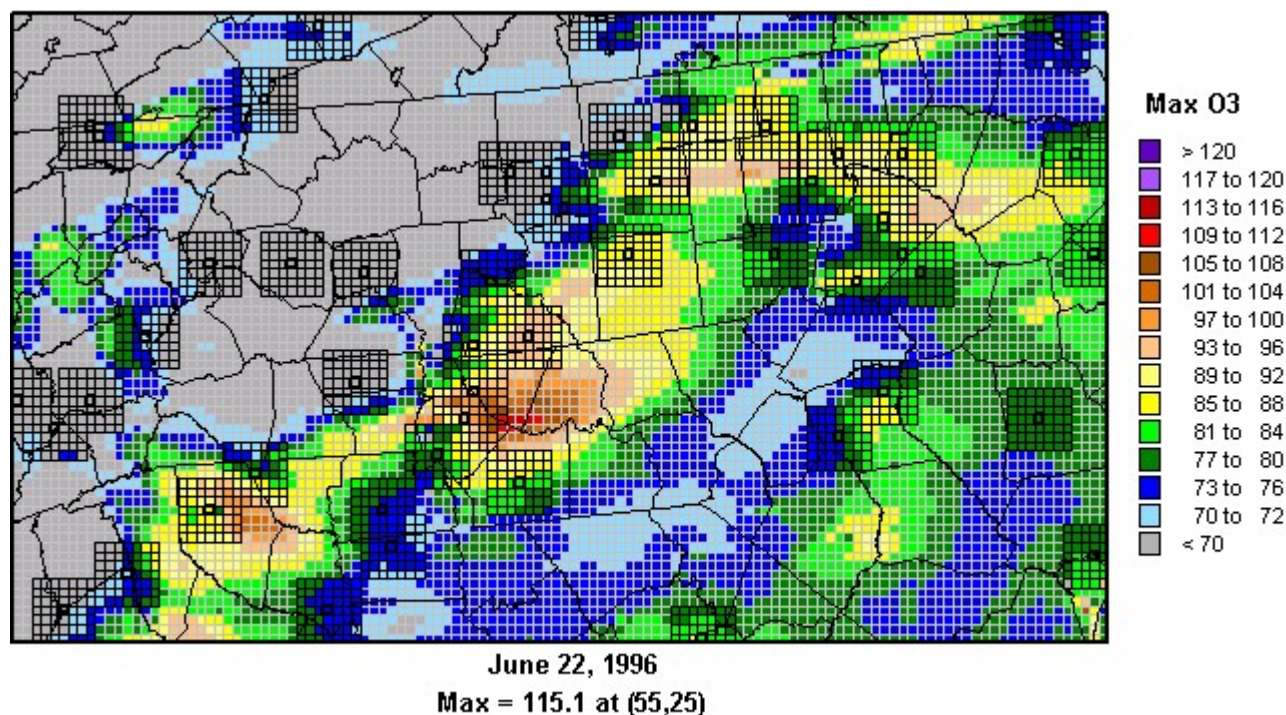 Max O3
> 120
117 to 120
113 to 116
109 to 112
105 to 108
101 to 104
97 to 100
93 to 96
89 to 92
85 to 88
81 to 84
77 to 80
73 to 76
70 to 72
< 70
June 22, 1996
Max = 115.1 at (55,25)